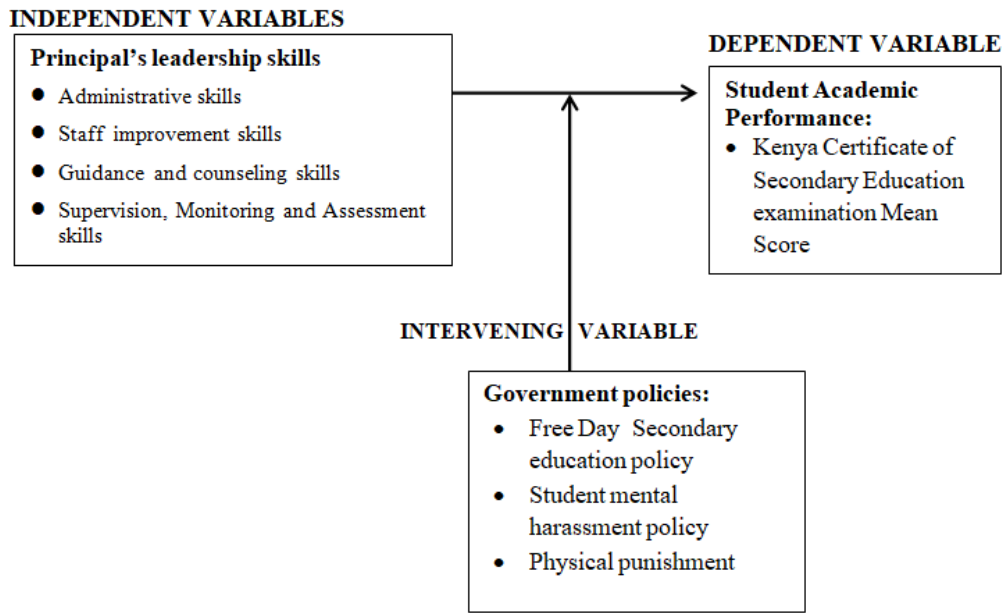 INDEPENDENT VARIABLES
Principal's leadership skills
● Administrative skills
● Staff improvement skills
● Guidance and counseling skills
● Supervision, Monitoring and Assessment
skills
DEPENDENT VARIABLE
Student Academic
Performance:
• Kenya Certificate of
Secondary Education
examination Mean
Score
INTERVENING VARIABLE
Government policies:
• Free Day Secondary
education policy
• Student mental
harassment policy
• Physical punishment